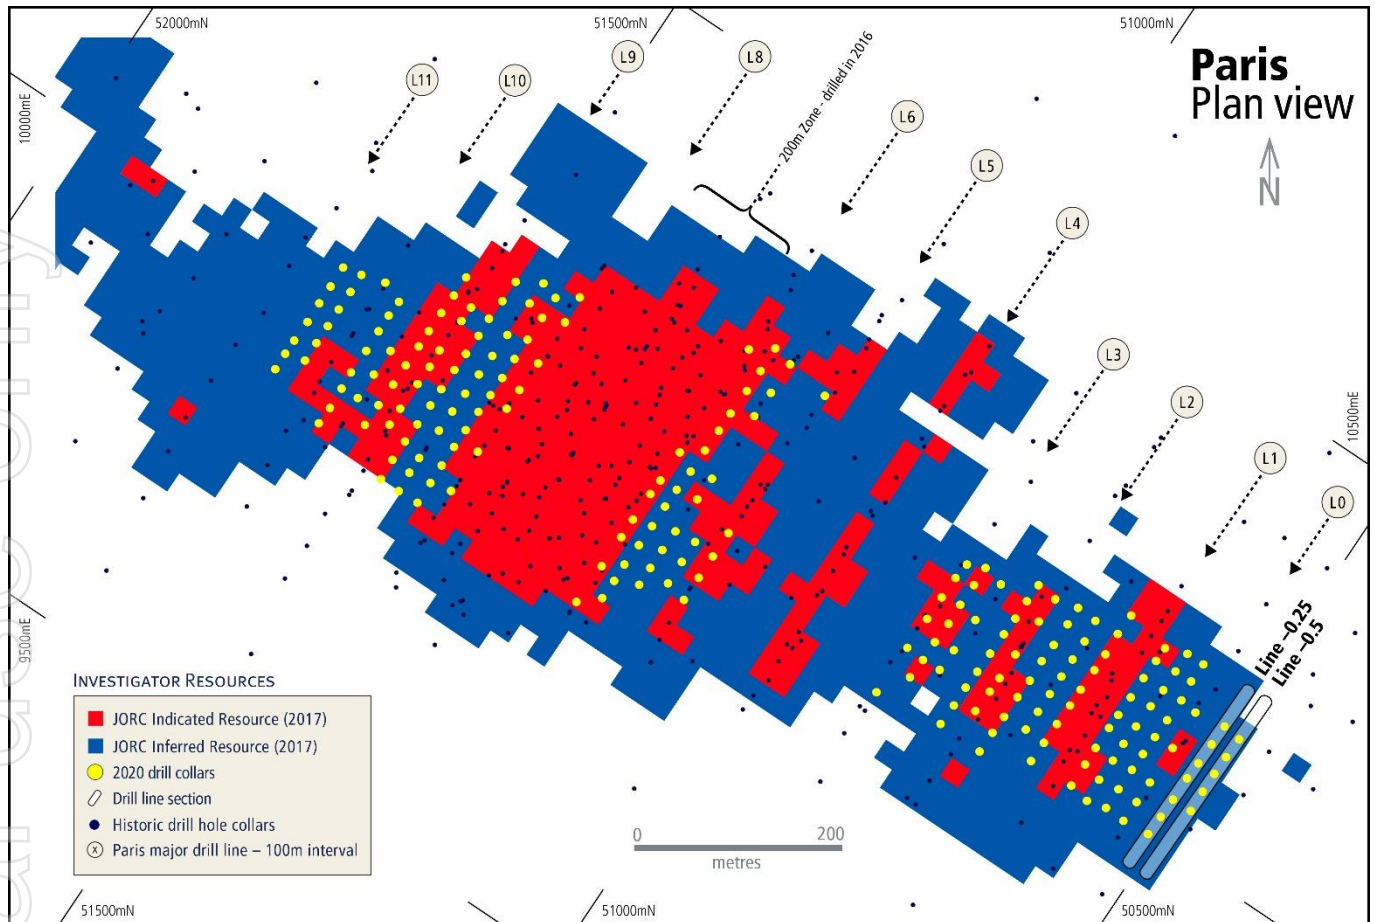 52000mN
51500mN
51000mN
Paris
Plan view
N
L11
L10
L9
L8
200m Zone - drilled in 2016
L6
L5
L4
L3
L2
L1
L0
10000mE
10500mE
9500mE
Line -0.25
Line -0.5
INVESTIGATOR RESOURCES
JORC Indicated Resource (2017)
JORC Inferred Resource (2017)
2020 drill collars
Drill line section
Historic drill hole collars
X Paris major drill line – 100m interval
0 200
metres
51500mN
51000mN
50500mN